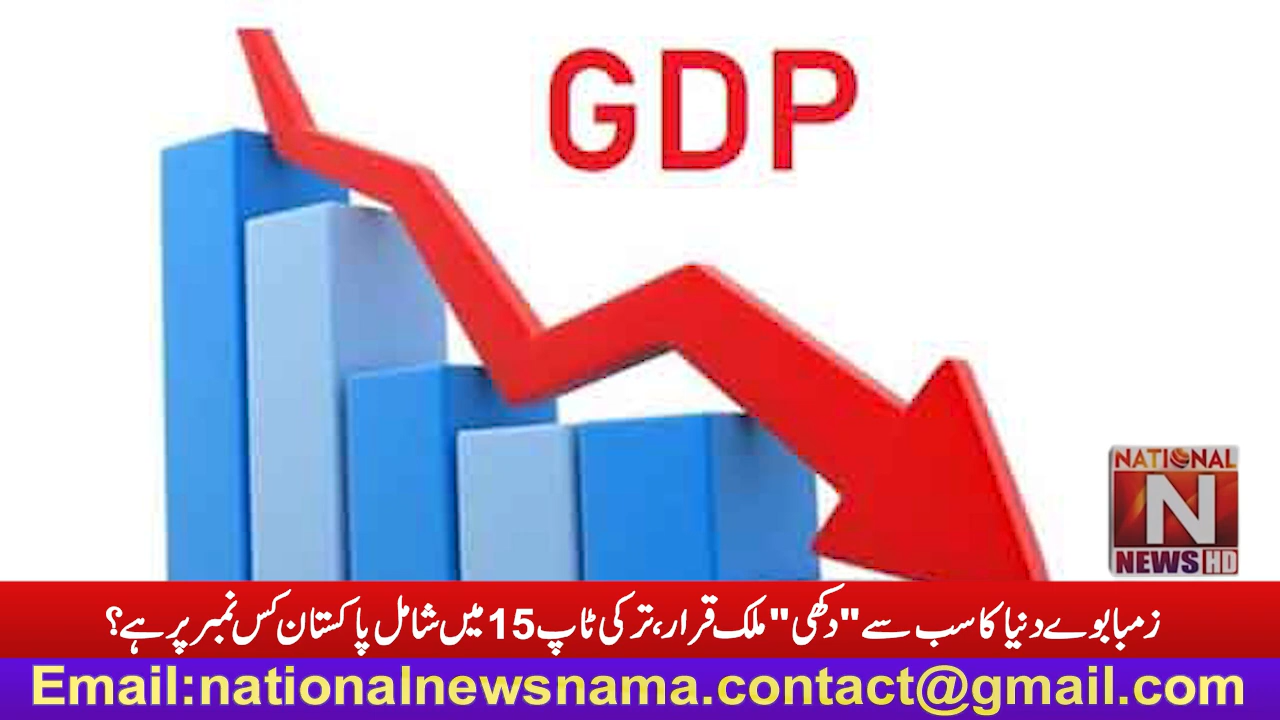 GDP
NATIONAL
N
NEWS HD
زمبابوے دنیا کا سب سے "دکھی" ملک قرار، ترکی ٹاپ 15 میں شامل پاکستان کس نمبر پر ہے؟
Email:nationalnewsnama.contact@gmail.com